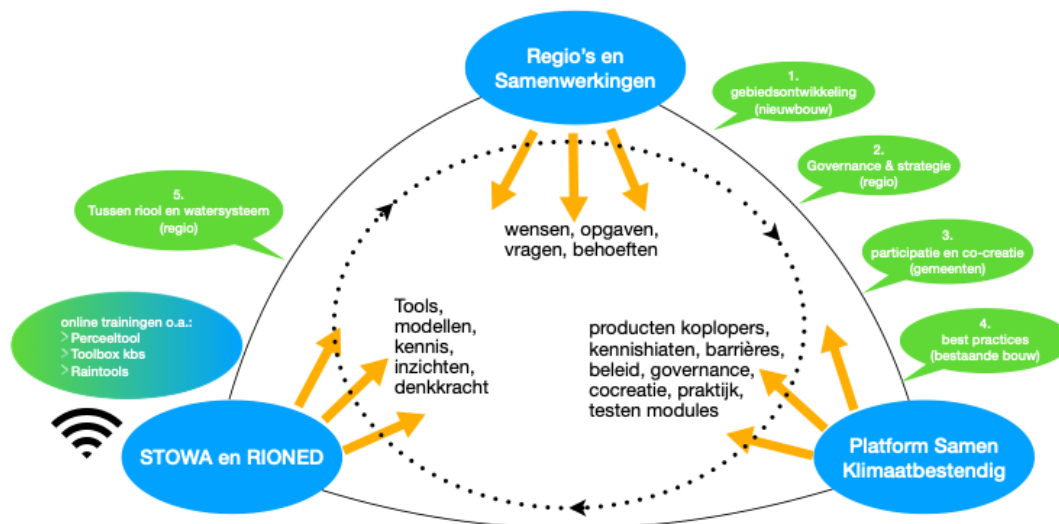 Regio's en
Samenwerkingen
1.
gebiedsontwikkeling
(nieuwbouw)
2.
Governance & strategie
(regio)
5.
Tussen riool en watersysteem
(regio)
wensen, opgaven,
vragen, behoeften
3.
participatie en co-creatie
(gemeenten)
online trainingen o.a.:
> Perceeltool
> Toolbox kbs
> Raintools
Tools,
modellen,
kennis,
inzichten,
denkkracht
producten koplopers,
kennishiaten, barrières,
beleid, governance,
cocreatie, praktijk,
testen modules
4.
best practices
(bestaande bouw)
STOWA en RIONED
Platform Samen
Klimaatbestendig